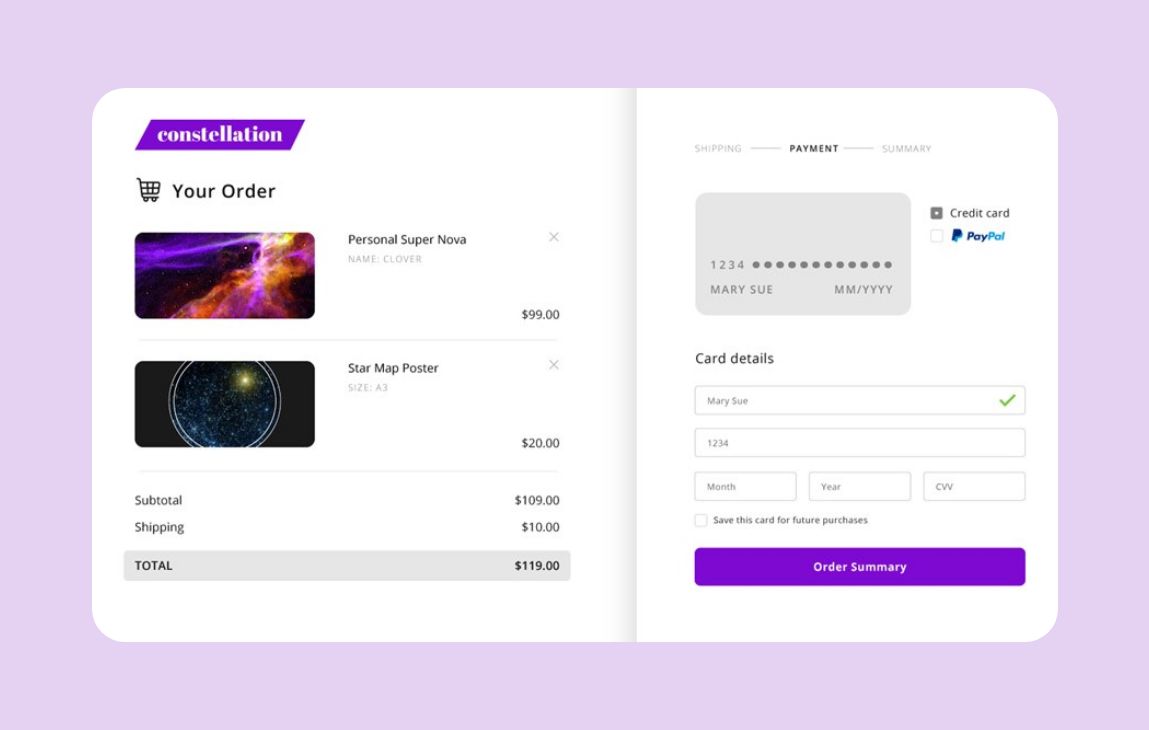 constellation
Your Order
Personal Super Nova
NAME: CLOVER
$99.00
Star Map Poster
SIZE: A3
$20.00
Subtotal $109.00
Shipping $10.00
TOTAL $119.00
SHIPPING PAYMENT SUMMARY
1234 ●●●●●●●●●●●●
MARY SUE MM/YYYY
Credit card
PayPal
Card details
Mary Sue
1234
Month Year CVV
Save this card for future purchases
Order Summary